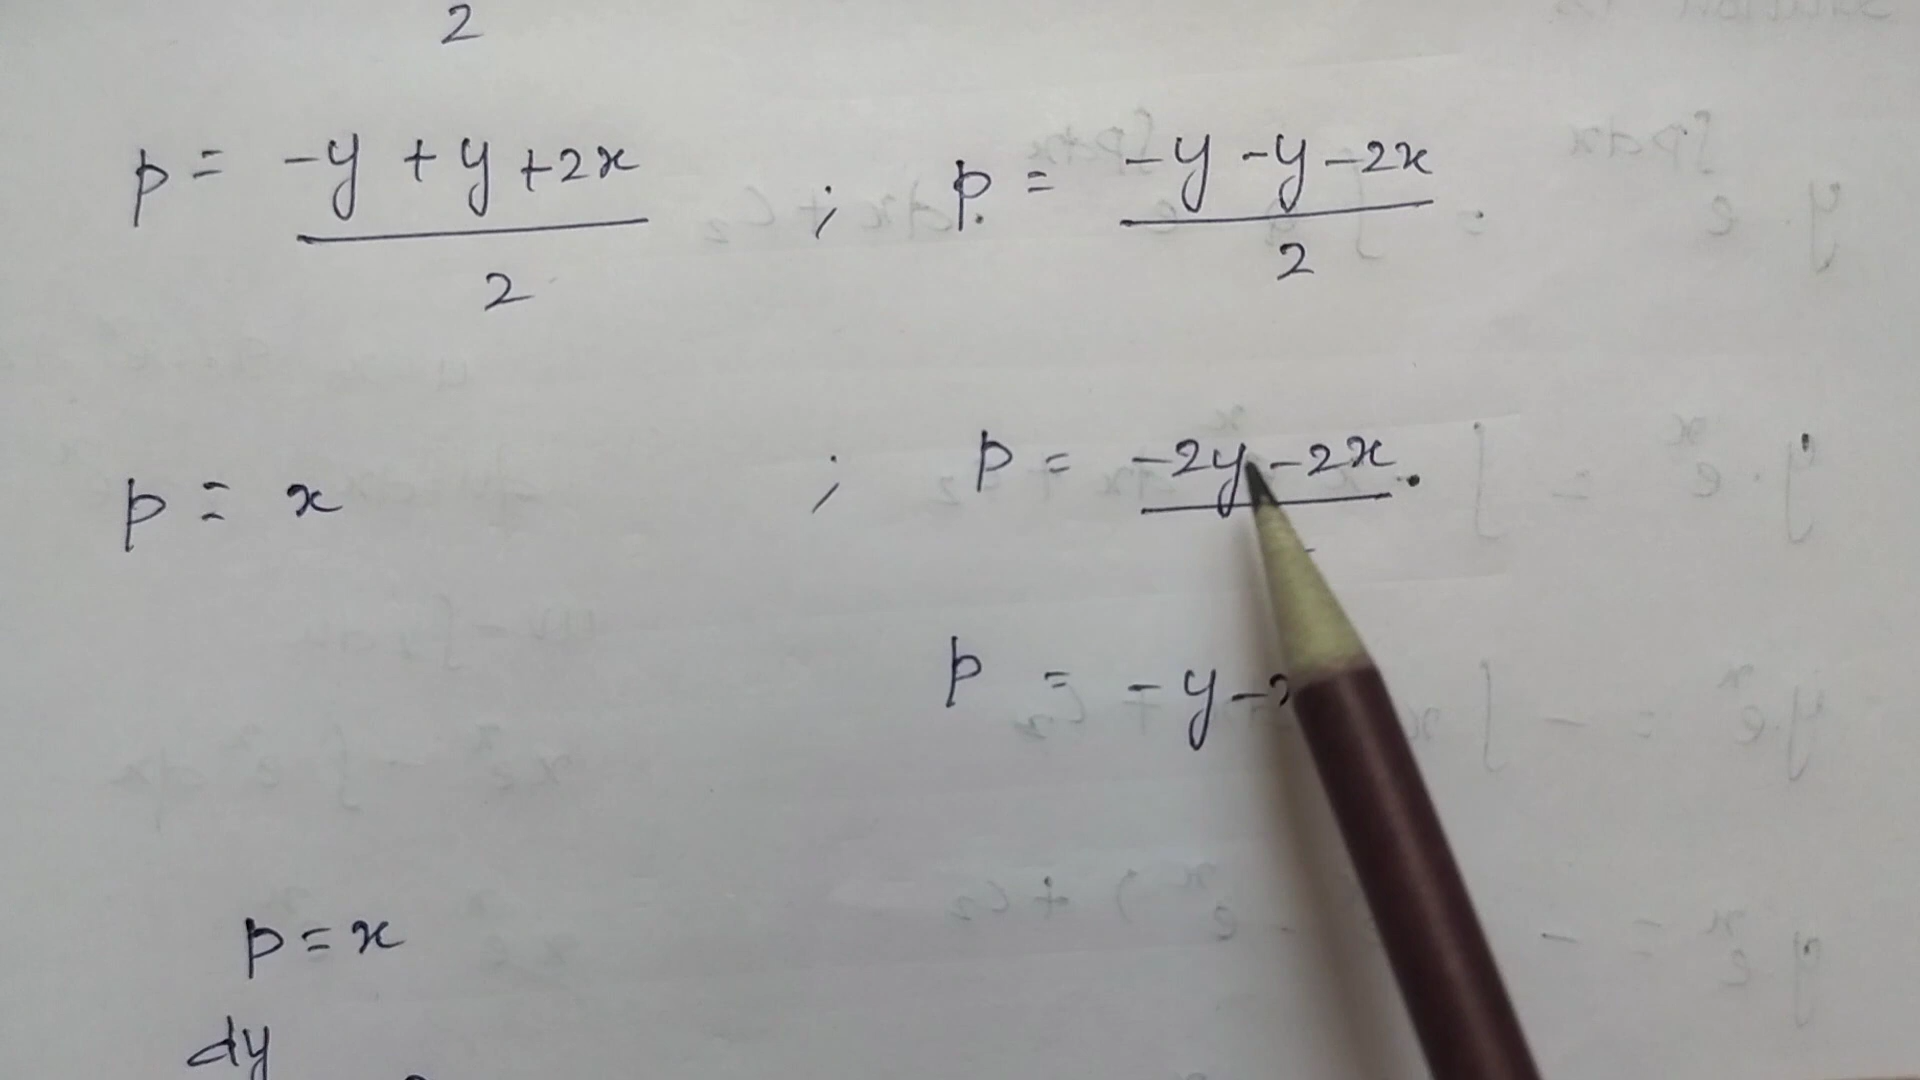 2
p = -y + y + 2x / 2 ; p = -y - y - 2x / 2
p = x ; p = -2y - 2x
p = -y -
p = x
dy